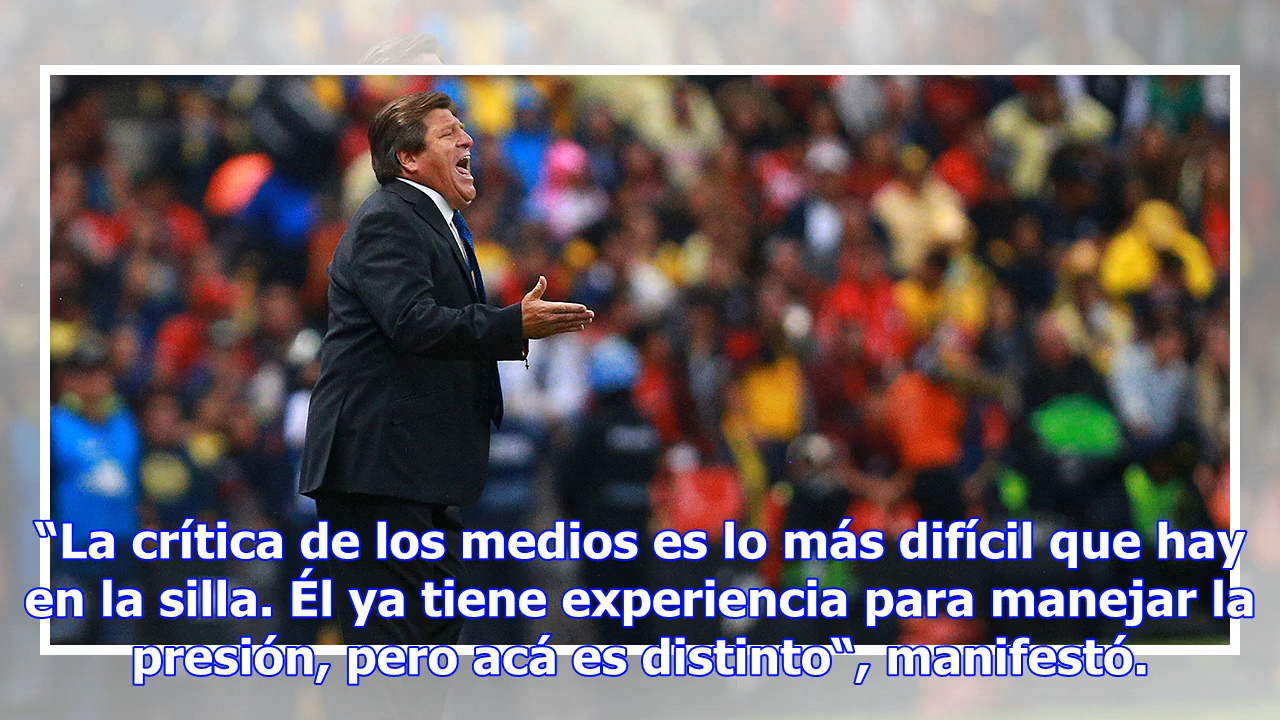 “La crítica de los medios es lo más difícil que hay
en la silla. Él ya tiene experiencia para manejar la
presión, pero acá es distinto“, manifestó.